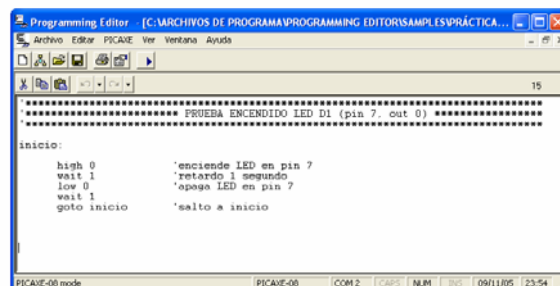 Programming Editor - [C:\ARCHIVOS DE PROGRAMA\PROGRAMMING EDITOR\SAMPLES\PRÁCTICA...
Archivo Editar PICAXE Ver Ventana Ayuda
15
'*******************************************************************
'************************* PRUEBA ENCENDIDO LED D1 (pin 7, out 0) ******************
'*******************************************************************
inicio:
high 0 'enciende LED en pin 7
wait 1 'retardo 1 segundo
low 0 'apaga LED en pin 7
wait 1
goto inicio 'salto a inicio
PICAXE-08 mode PICAXE-08 COM 2 CAPS NUM INS 09/11/05 23:54